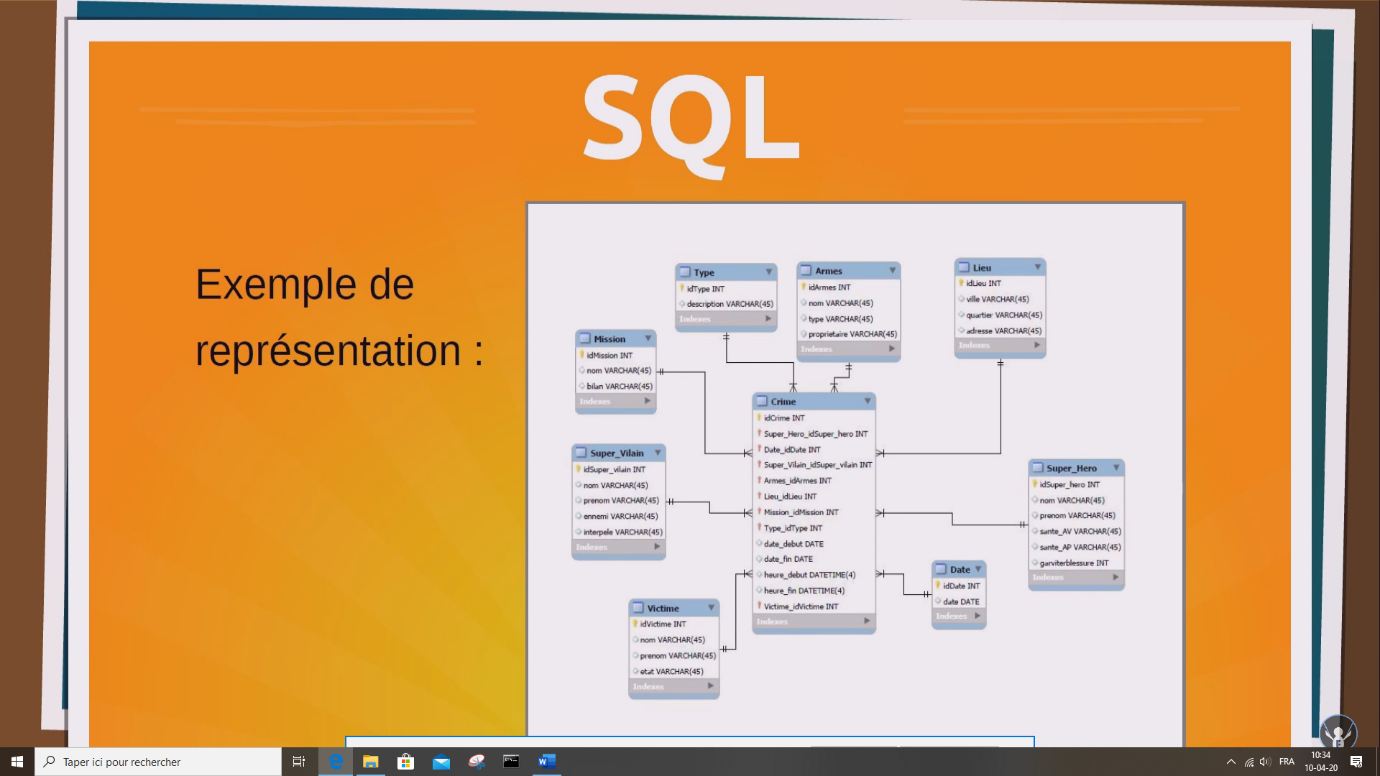 SQL
Exemple de
représentation :
Type
idType INT
description VARCHAR(45)
Indexes
Armes
idArmes INT
nom VARCHAR(45)
type VARCHAR(45)
proprietaire VARCHAR(45)
Indexes
Lieu
idLieu INT
ville VARCHAR(45)
quartier VARCHAR(45)
adresse VARCHAR(45)
Indexes
Mission
idMission INT
nom VARCHAR(45)
bilan VARCHAR(45)
Indexes
Crime
idCrime INT
Super_Hero_idSuper_hero INT
Date_idDate INT
Super_Vilain_idSuper_vilain INT
Armes_idArmes INT
Lieu_idLieu INT
Mission_idMission INT
Type_idType INT
date_debut DATE
date_fin DATE
heure_debut DATETIME(4)
heure_fin DATETIME(4)
Victime_idVictime INT
Indexes
Super_Vilain
idSuper_vilain INT
nom VARCHAR(45)
prenom VARCHAR(45)
ennemi VARCHAR(45)
interpele VARCHAR(45)
Indexes
Super_Hero
idSuper_hero INT
nom VARCHAR(45)
prenom VARCHAR(45)
sante_AV VARCHAR(45)
sante_AP VARCHAR(45)
garviterblessure INT
Indexes
Date
idDate INT
date DATE
Indexes
Victime
idVictime INT
nom VARCHAR(45)
prenom VARCHAR(45)
etat VARCHAR(45)
Indexes
Taper ici pour rechercher
FRA
10:34
10-04-20